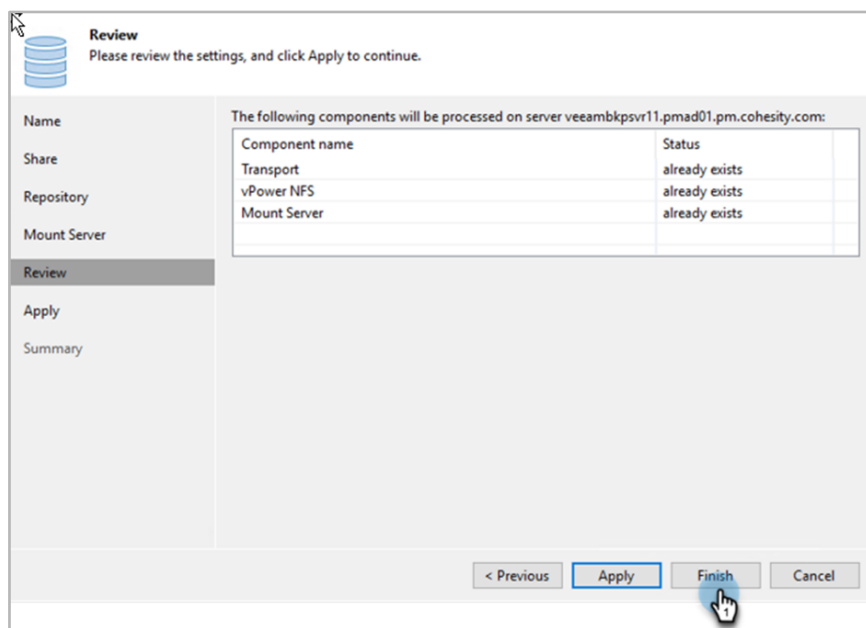 Review
Please review the settings, and click Apply to continue.
Name
Share
Repository
Mount Server
Review
Apply
Summary
The following components will be processed on server veeambkpsvr11.pmad01.pm.cohesity.com:
Component name Status
Transport already exists
vPower NFS already exists
Mount Server already exists
< Previous Apply Finish Cancel
1